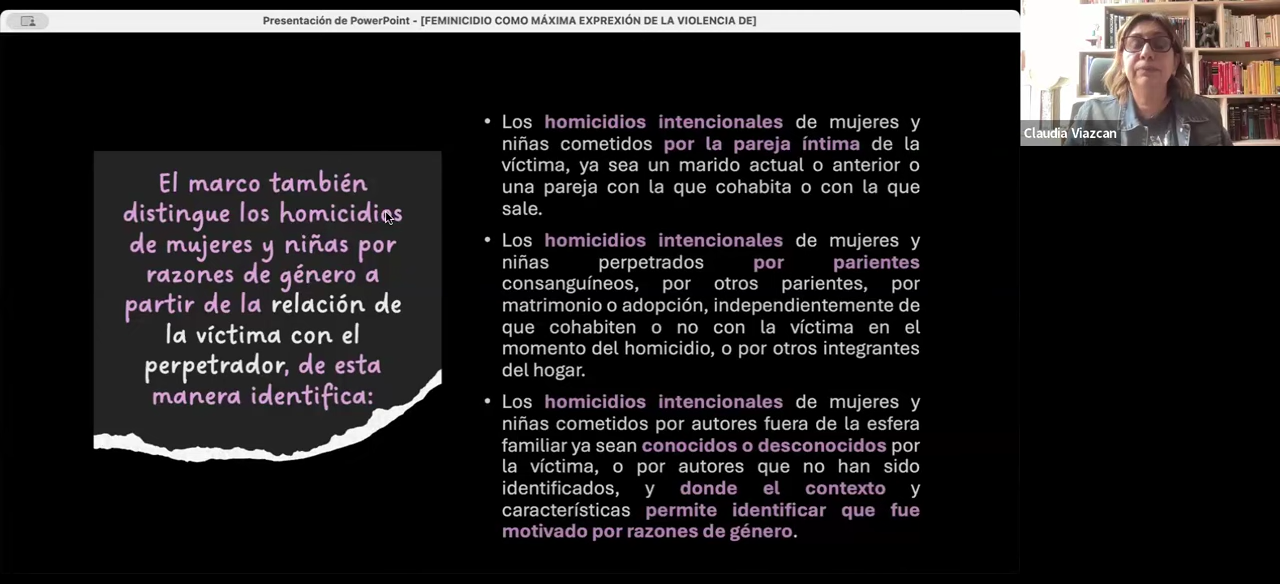 Presentación de PowerPoint - [FEMINICIDIO COMO MÁXIMA EXPREXIÓN DE LA VIOLENCIA DE]
Claudia Viazcan
El marco también
distingue los homicidios
de mujeres y niñas por
razones de género a
partir de la relación de
la víctima con el
perpetrador, de esta
manera identifica:
• Los homicidios intencionales de mujeres y
niñas cometidos por la pareja íntima de la
víctima, ya sea un marido actual o anterior o
una pareja con la que cohabita o con la que
sale.
• Los homicidios intencionales de mujeres y
niñas perpetrados por parientes
consanguíneos, por otros parientes, por
matrimonio o adopción, independientemente de
que cohabiten o no con la víctima en el
momento del homicidio, o por otros integrantes
del hogar.
• Los homicidios intencionales de mujeres y
niñas cometidos por autores fuera de la esfera
familiar ya sean conocidos o desconocidos por
la víctima, o por autores que no han sido
identificados, y donde el contexto y
características permite identificar que fue
motivado por razones de género.